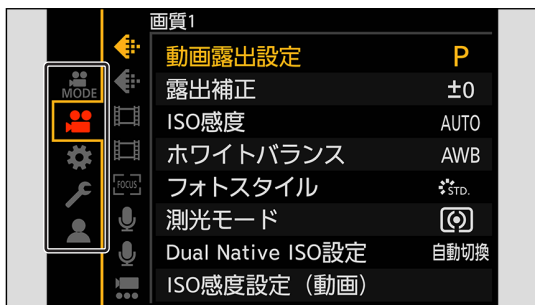 画質1
動画露出設定 P
露出補正 ±0
ISO感度 AUTO
ホワイトバランス AWB
フォトスタイル STD.
測光モード
Dual Native ISO設定 自動切換
ISO感度設定（動画）
MODE
FOCUS